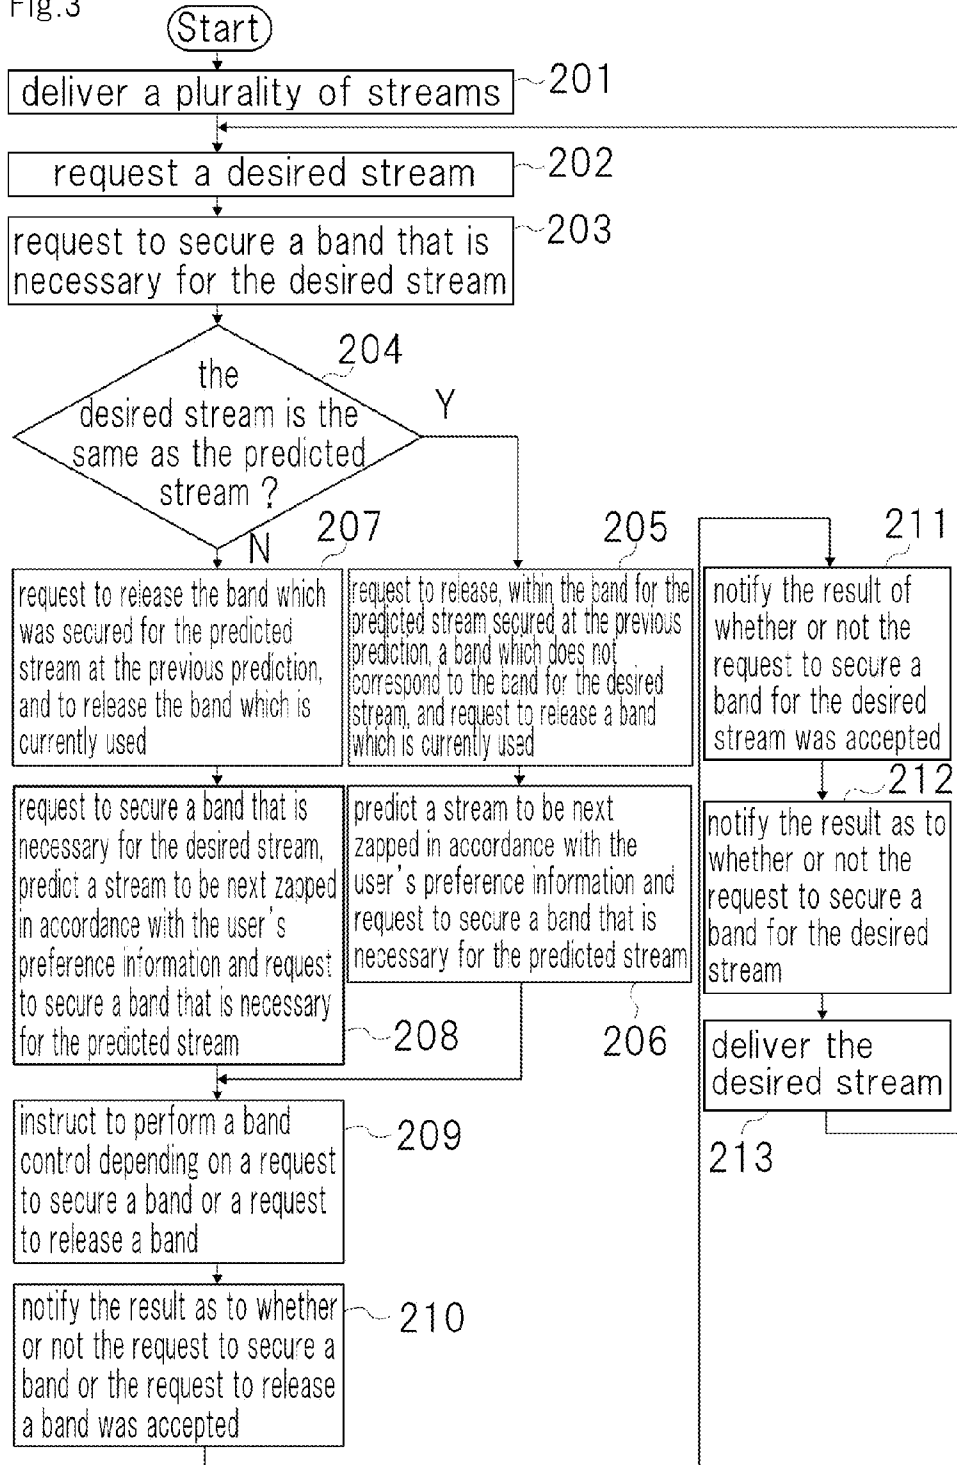 Fig.3
Start
deliver a plurality of streams
201
request a desired stream
202
request to secure a band that is
necessary for the desired stream
203
the
desired stream is the
same as the predicted
stream ?
204
Y
N
207
request to release the band which
was secured for the predicted
stream at the previous prediction,
and to release the band which is
currently used
205
request to release, within the band for the
predicted stream secured at the previous
prediction, a band which does not
correspond to the band for the desired
stream, and request to release a band
which is currently used
request to secure a band that is
necessary for the desired stream,
predict a stream to be next zapped
in accordance with the user's
preference information and request
to secure a band that is necessary
for the predicted stream
208
predict a stream to be next
zapped in accordance with the
user's preference information and
request to secure a band that is
necessary for the predicted stream
206
instruct to perform a band
control depending on a request
to secure a band or a request
to release a band
209
notify the result as to whether
or not the request to secure a
band or the request to release
a band was accepted
210
211
notify the result of
whether or not the
request to secure a
band for the desired
stream was accepted
212
notify the result as to
whether or not the
request to secure a
band for the desired
stream
deliver the
desired stream
213